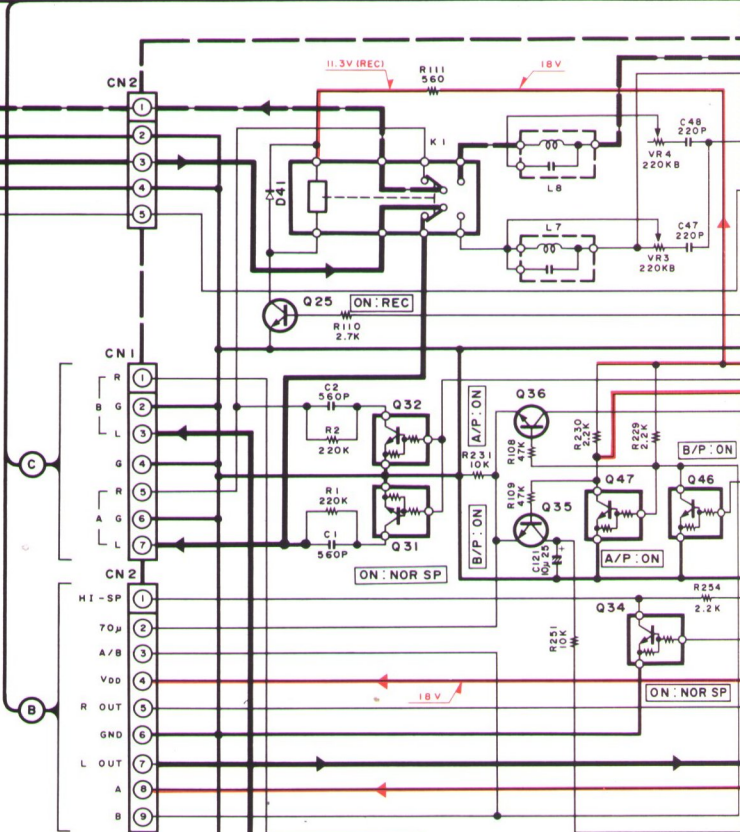 11.3V (REC)
R111
560
18V
CN2
1
2
3
4
5
K1
D41
L8
C48
220P
VR4
220KB
L7
C47
220P
VR3
220KB
Q25
ON:REC
R110
2.7K
CN1
R
1
B
G
2
L
3
G
4
R
5
A
G
6
L
7
C
C2
560P
R2
220K
Q32
R1
220K
C1
560P
Q31
ON:NOR SP
A/P:ON
Q36
R108
47K
R231
10K
R109
47K
Q35
B/P:ON
C121
10µ 25
+
R230
2.2K
R229
2.2K
B/P:ON
Q47
Q46
A/P:ON
CN2
HI-SP
1
70µ
2
A/B
3
VDD
4
R OUT
5
GND
6
L OUT
7
A
8
B
9
B
18V
R254
2.2K
Q34
R251
10K
ON:NOR SP